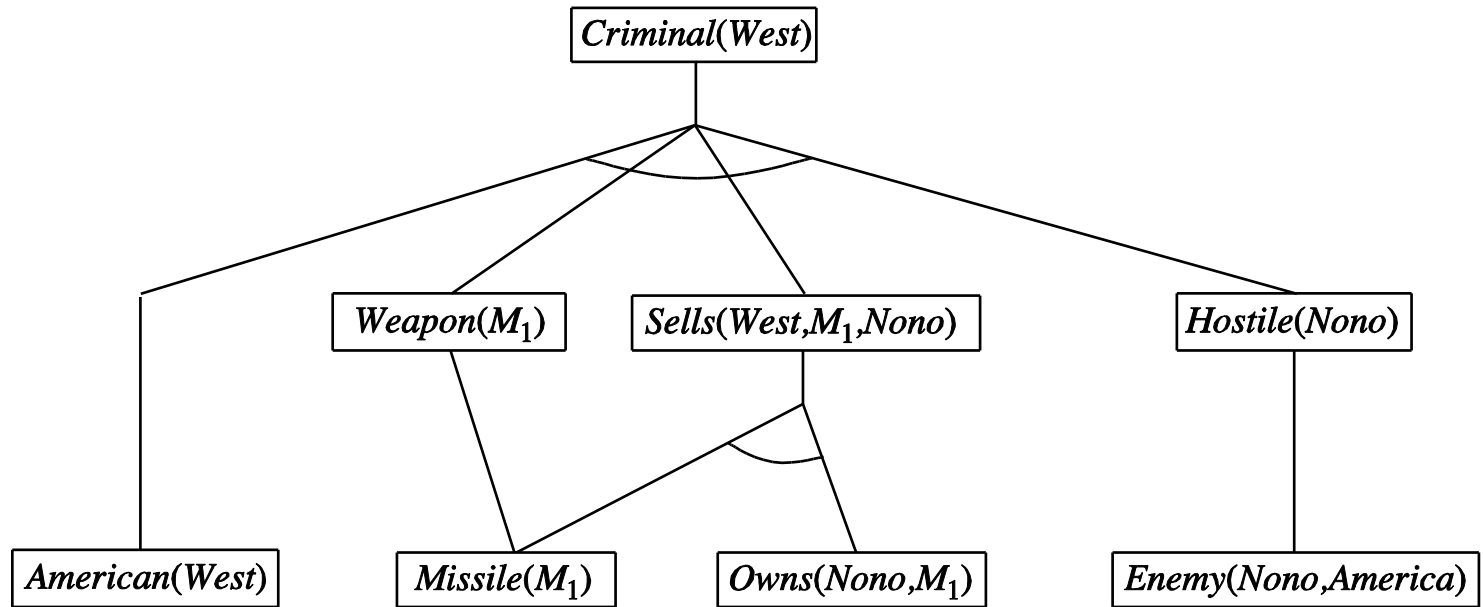 Criminal(West)
Weapon(M₁)
Sells(West,M₁,Nono)
Hostile(Nono)
American(West)
Missile(M₁)
Owns(Nono,M₁)
Enemy(Nono,America)